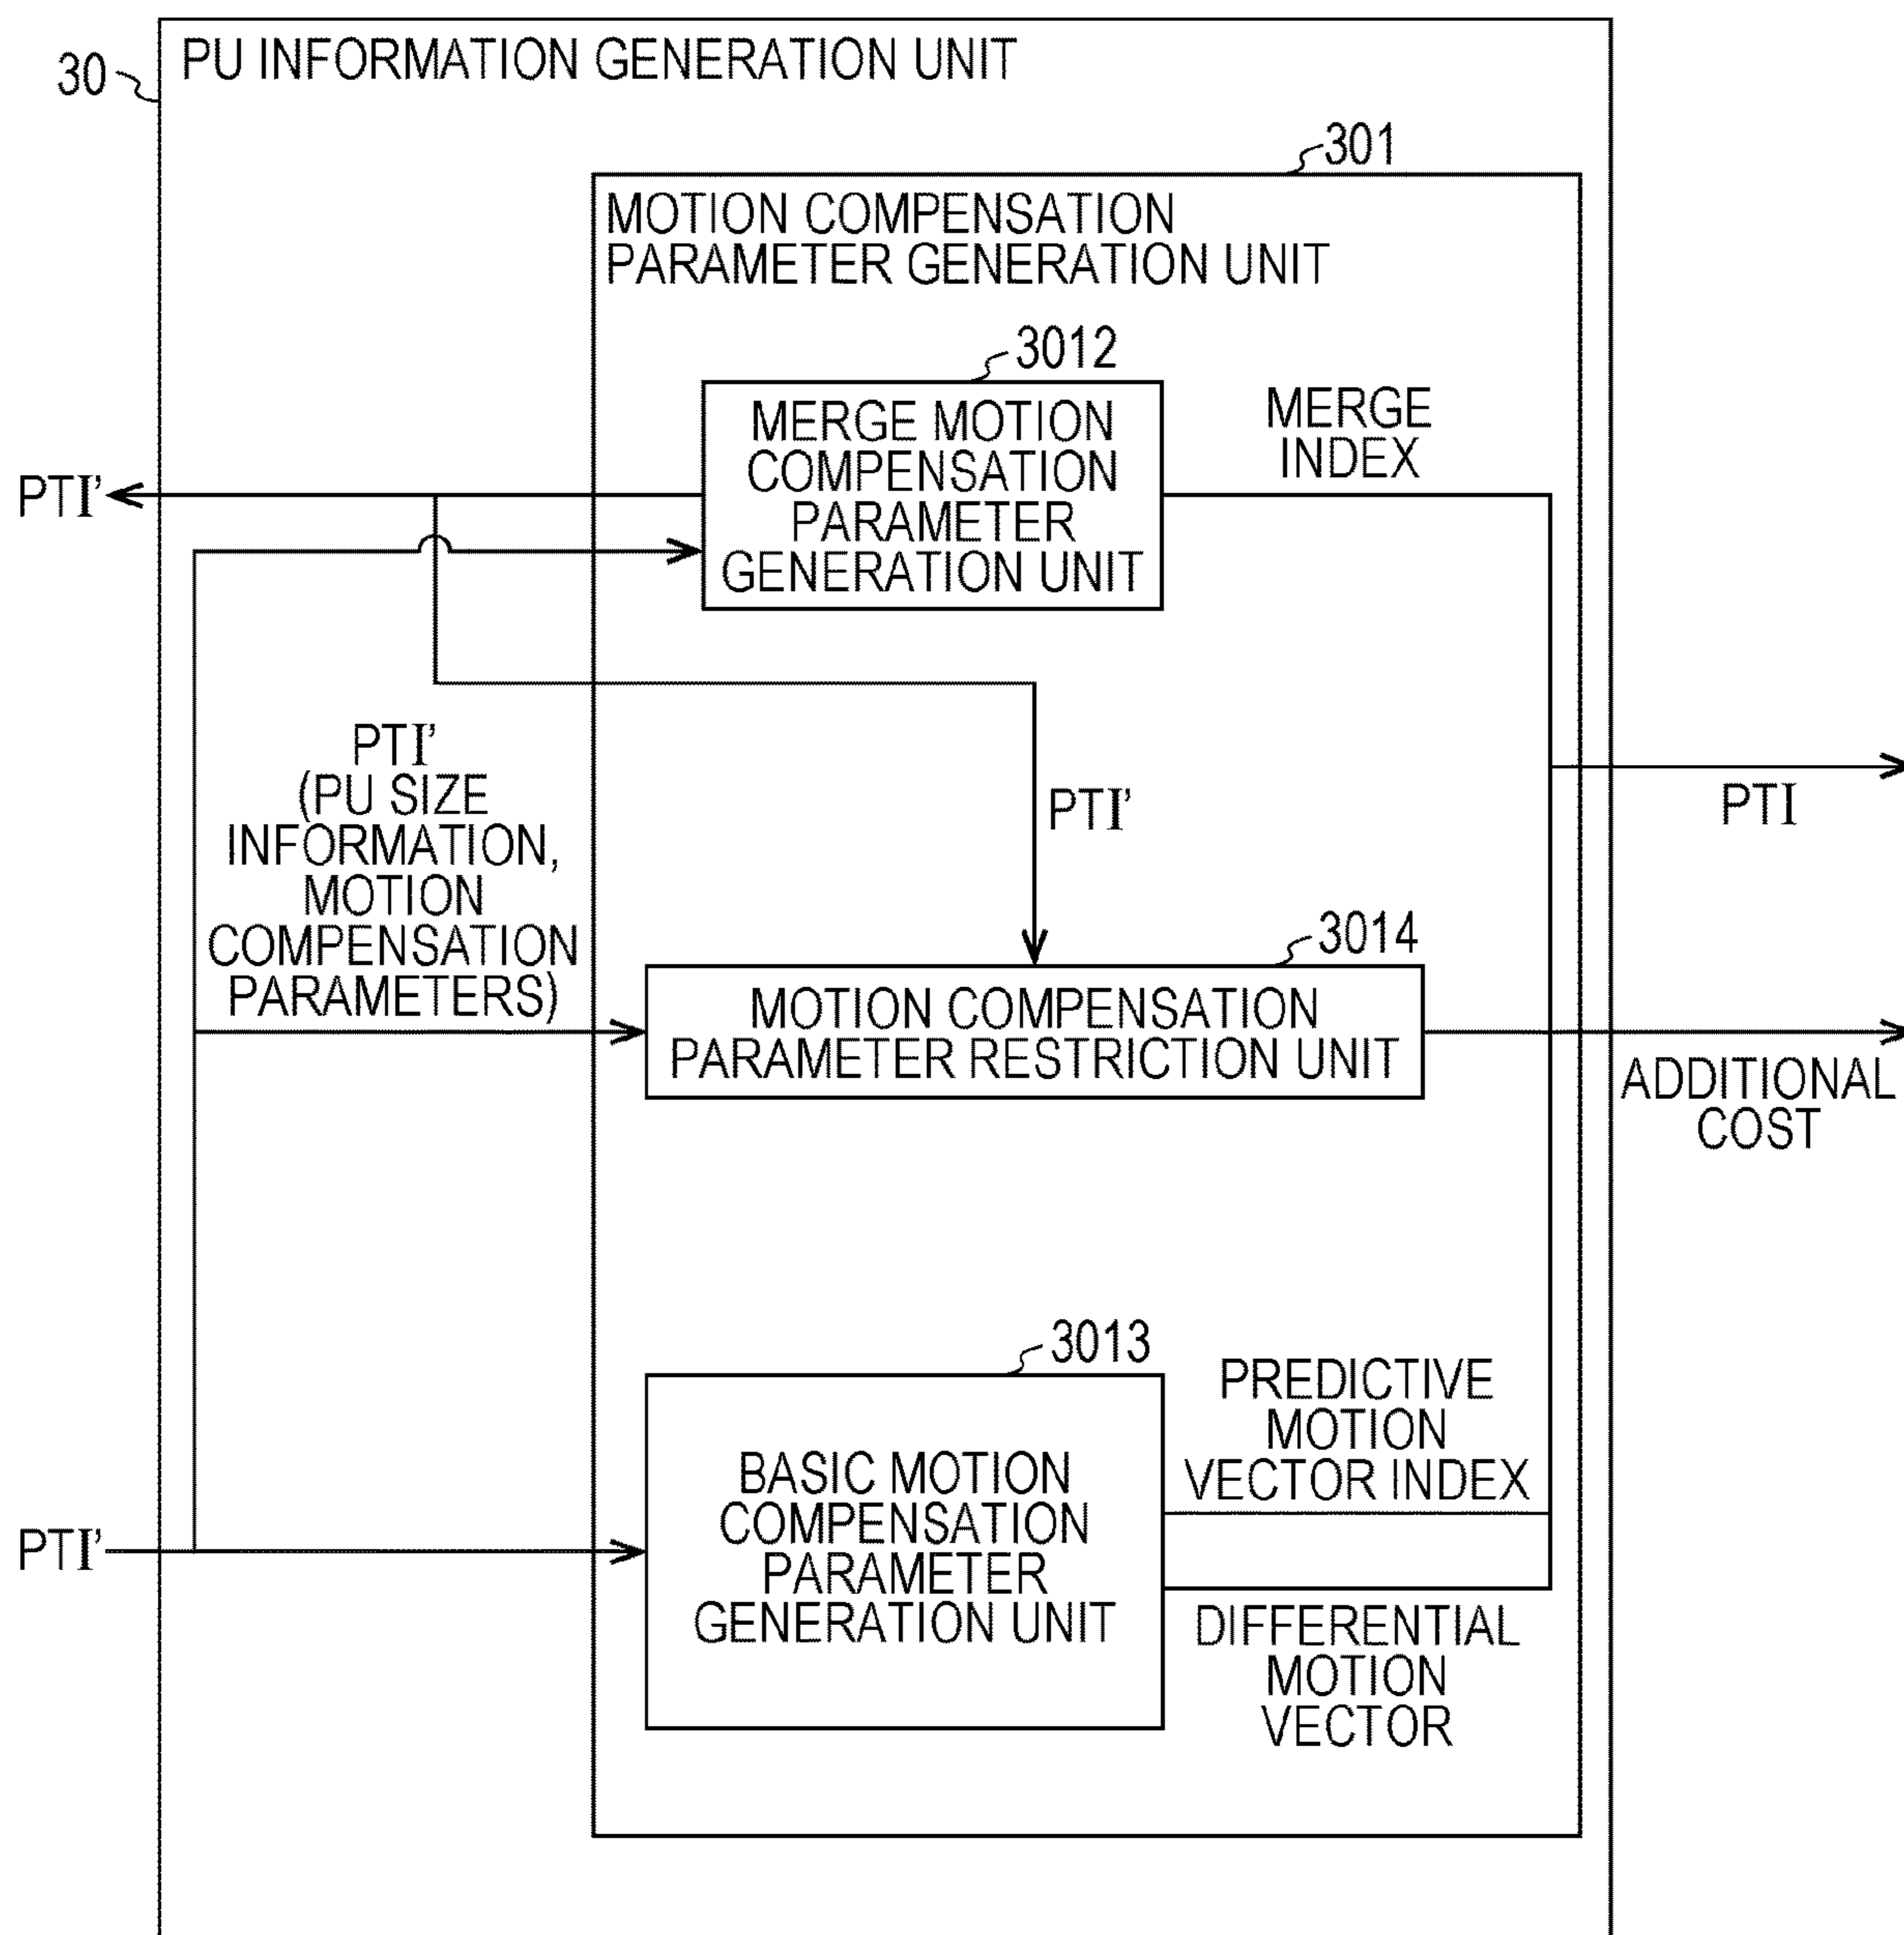 PU INFORMATION GENERATION UNIT
30
301
MOTION COMPENSATION
PARAMETER GENERATION UNIT
3012
MERGE MOTION
COMPENSATION
PARAMETER
GENERATION UNIT
MERGE
INDEX
PTI'
PTI'
(PU SIZE
INFORMATION,
MOTION
COMPENSATION
PARAMETERS)
PTI'
PTI
3014
MOTION COMPENSATION
PARAMETER RESTRICTION UNIT
ADDITIONAL
COST
3013
BASIC MOTION
COMPENSATION
PARAMETER
GENERATION UNIT
PREDICTIVE
MOTION
VECTOR INDEX
PTI'
DIFFERENTIAL
MOTION
VECTOR